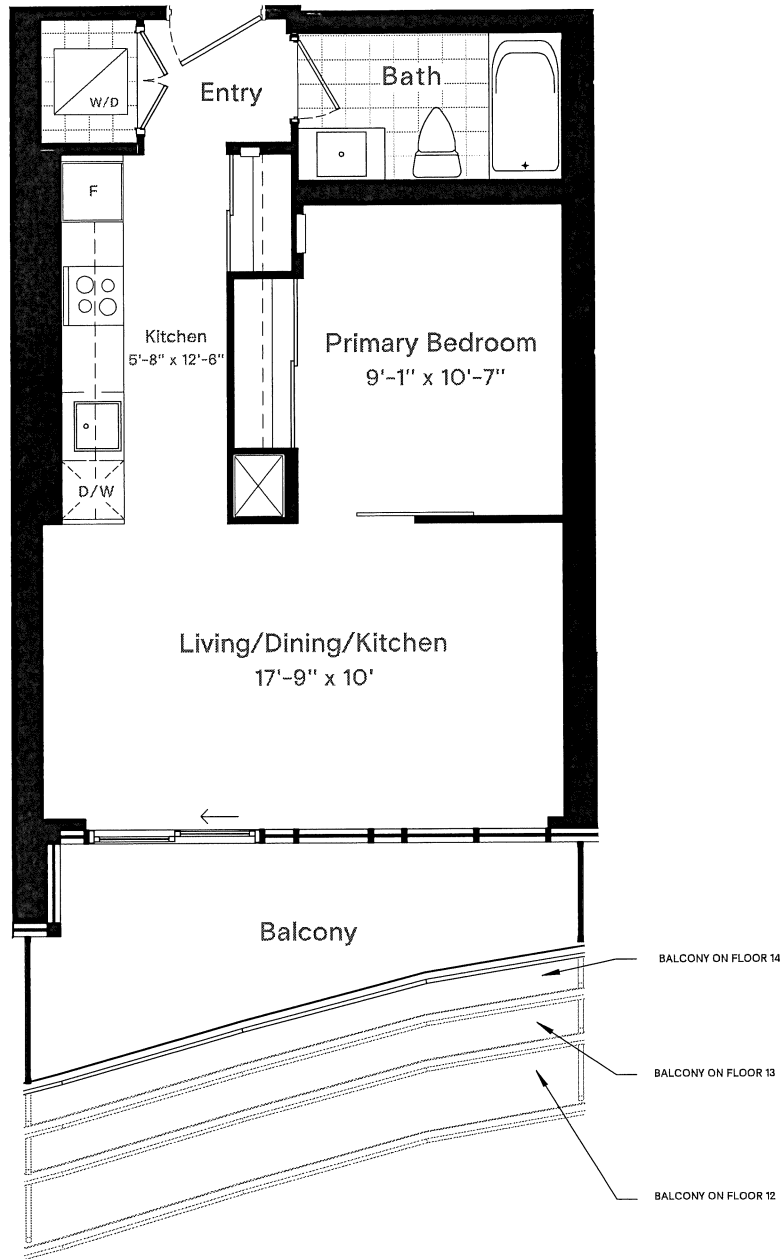 W/D
Entry
Bath
F
Kitchen
5'-8" x 12'-6"
Primary Bedroom
9'-1" x 10'-7"
D/W
Living/Dining/Kitchen
17'-9" x 10'
Balcony
BALCONY ON FLOOR 14
BALCONY ON FLOOR 13
BALCONY ON FLOOR 12